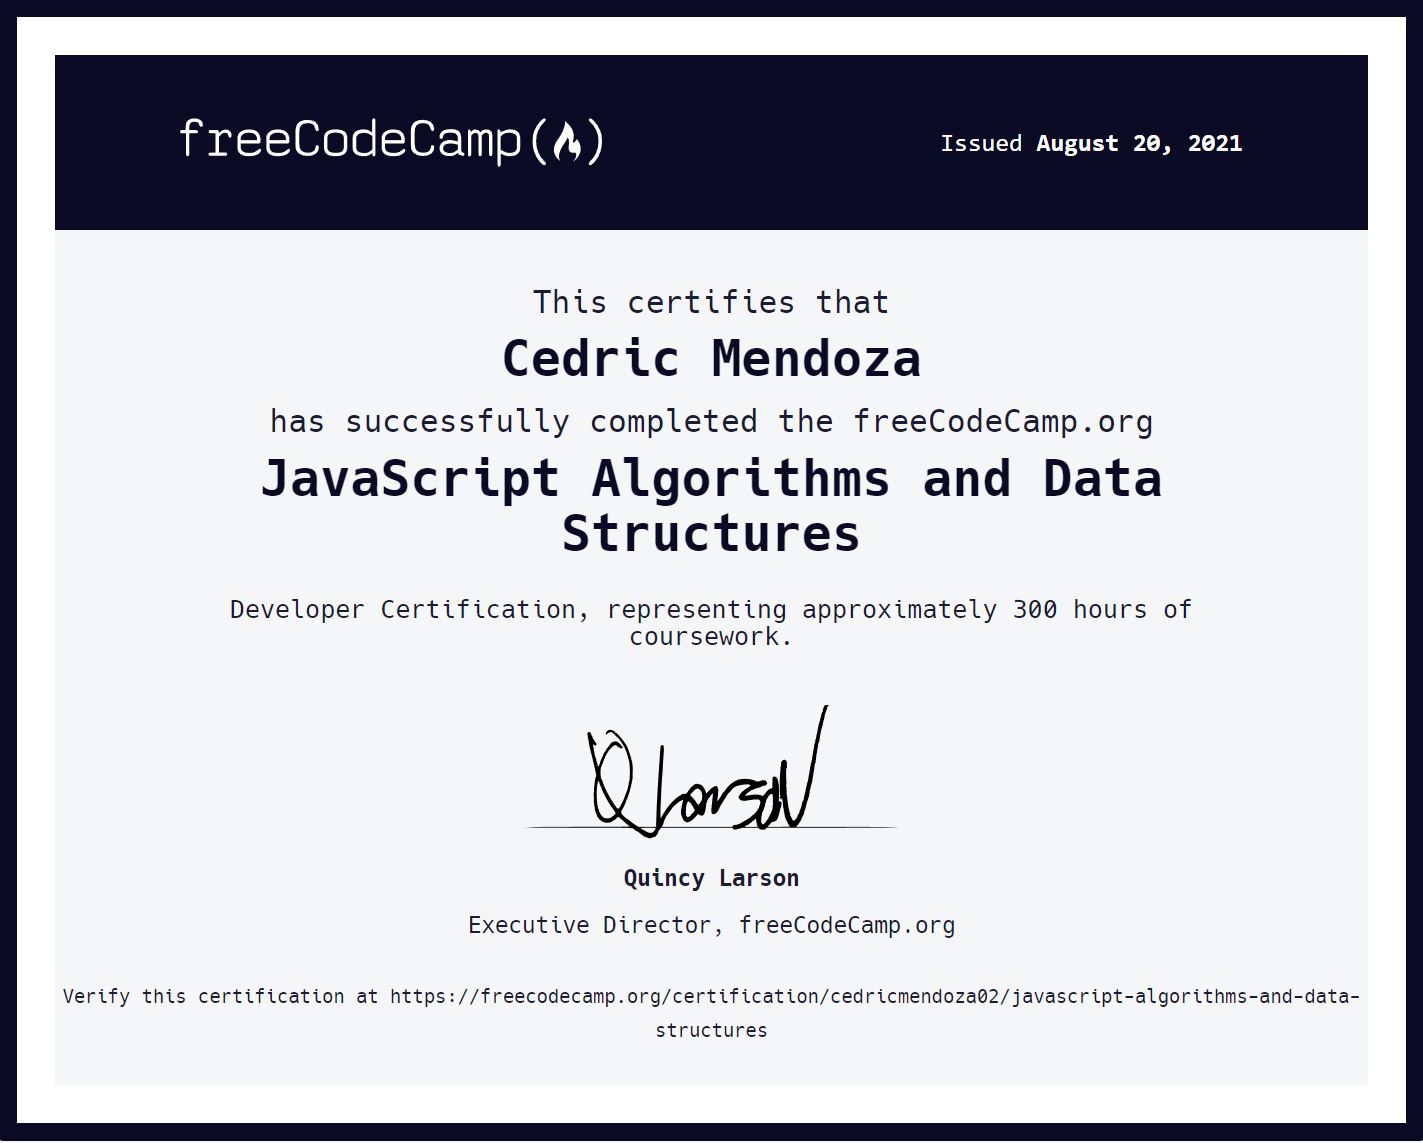 freeCodeCamp(🔥)
Issued August 20, 2021
This certifies that
Cedric Mendoza
has successfully completed the freeCodeCamp.org
JavaScript Algorithms and Data
Structures
Developer Certification, representing approximately 300 hours of
coursework.
Q Larson
Quincy Larson
Executive Director, freeCodeCamp.org
Verify this certification at https://freecodecamp.org/certification/cedricmendoza02/javascript-algorithms-and-data-
structures